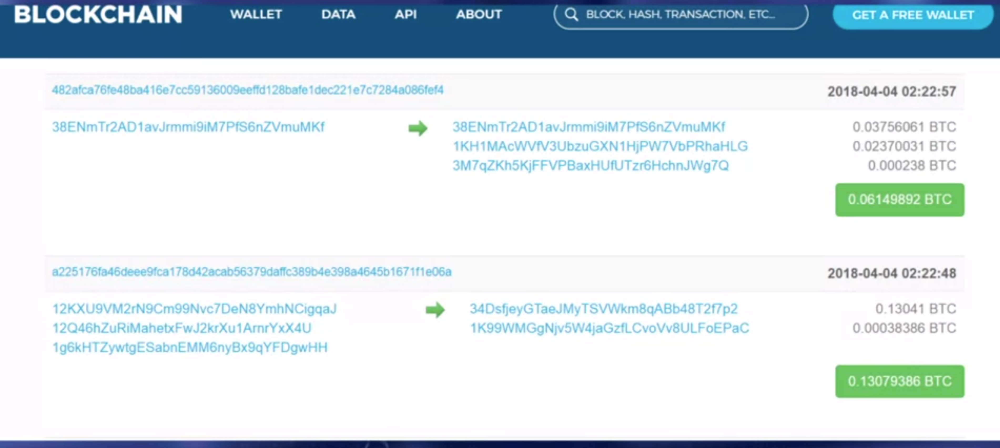 BLOCKCHAIN WALLET DATA API ABOUT BLOCK, HASH, TRANSACTION, ETC... GET A FREE WALLET
482afca76fe48ba416e7cc59136009eeffd128bafe1dec221e7c7284a086fef4 2018-04-04 02:22:57
38ENmTr2AD1avJrmmi9iM7PfS6nZVmuMKf 38ENmTr2AD1avJrmmi9iM7PfS6nZVmuMKf 0.03756061 BTC
1KH1MAcWVfV3UbzuGXN1HjPW7VbPRhaHLG 0.02370031 BTC
3M7qZKh5KjFFVPBaxHUfUTzr6HchnJWg7Q 0.000238 BTC
0.06149892 BTC
a225176fa46deee9fca178d42acab56379daffc389b4e398a4645b1671f1e06a 2018-04-04 02:22:48
12KXU9VM2rN9Cm99Nvc7DeN8YmhNCigqaJ 34DsfjeyGTaeJMyTSVWkm8qABb48T2f7p2 0.13041 BTC
12Q46hZuRiMahetxFwJ2krXu1ArnrYxX4U 1K99WMGgNjv5W4jaGzfLCvoVv8ULFoEPaC 0.00038386 BTC
1g6kHTZywtgESabnEMM6nyBx9qYFDgwHH
0.13079386 BTC